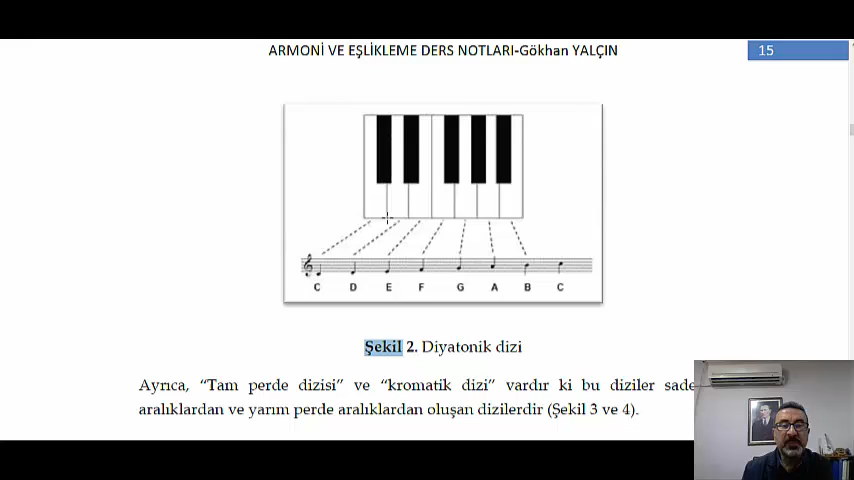 ARMONİ VE EŞLİKLEME DERS NOTLARI-Gökhan YALÇIN
15
C D E F G A B C
Şekil 2. Diyatonik dizi
Ayrıca, “Tam perde dizisi” ve “kromatik dizi” vardır ki bu diziler sade
aralıklardan ve yarım perde aralıklardan oluşan dizilerdir (Şekil 3 ve 4).